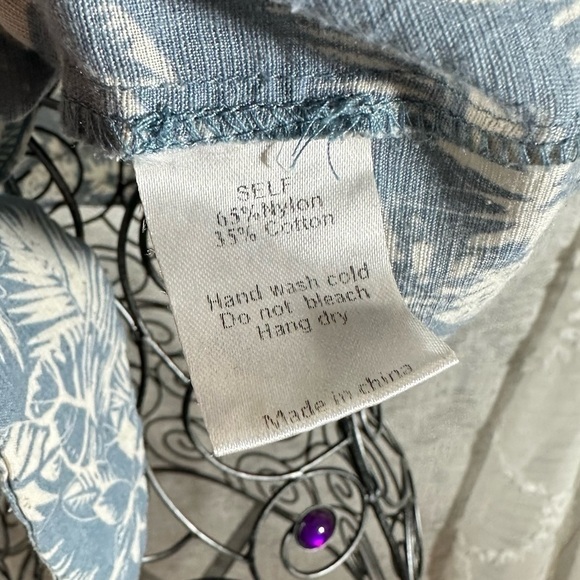 SELF
65% Nylon
35% Cotton
Hand wash cold
Do not bleach
Hang dry
Made in china